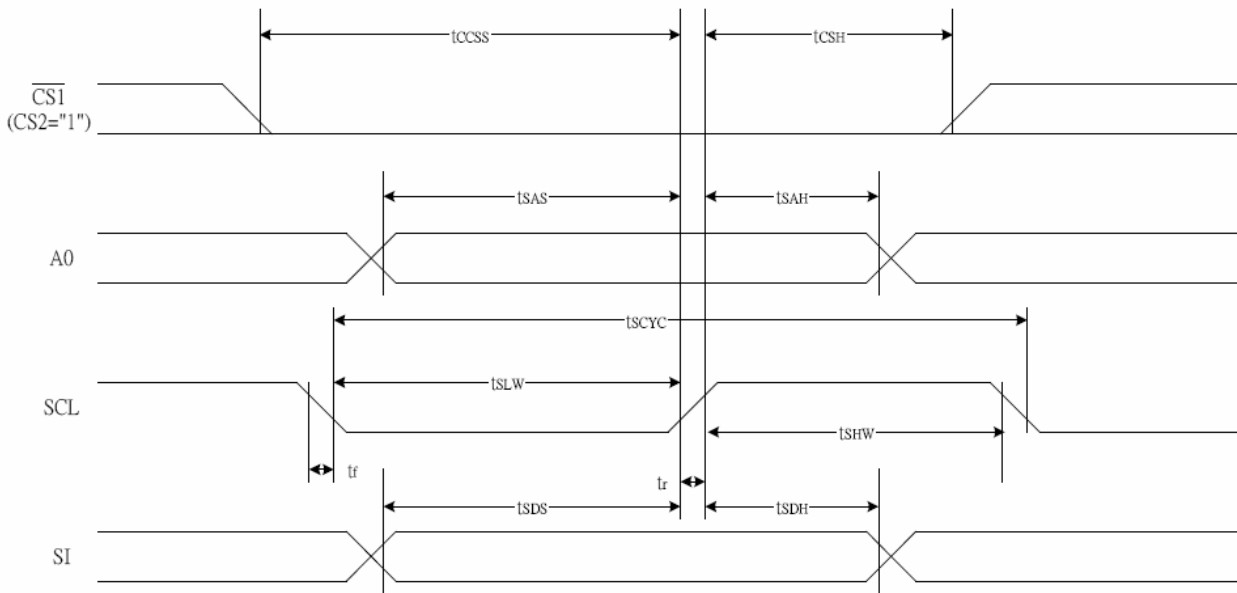 tCCSS
tCSH
CS1
(CS2="1")
tSAS
tSAH
A0
tSCYC
tSLW
SCL
tSHW
tf
tr
tSDS
tSDH
SI